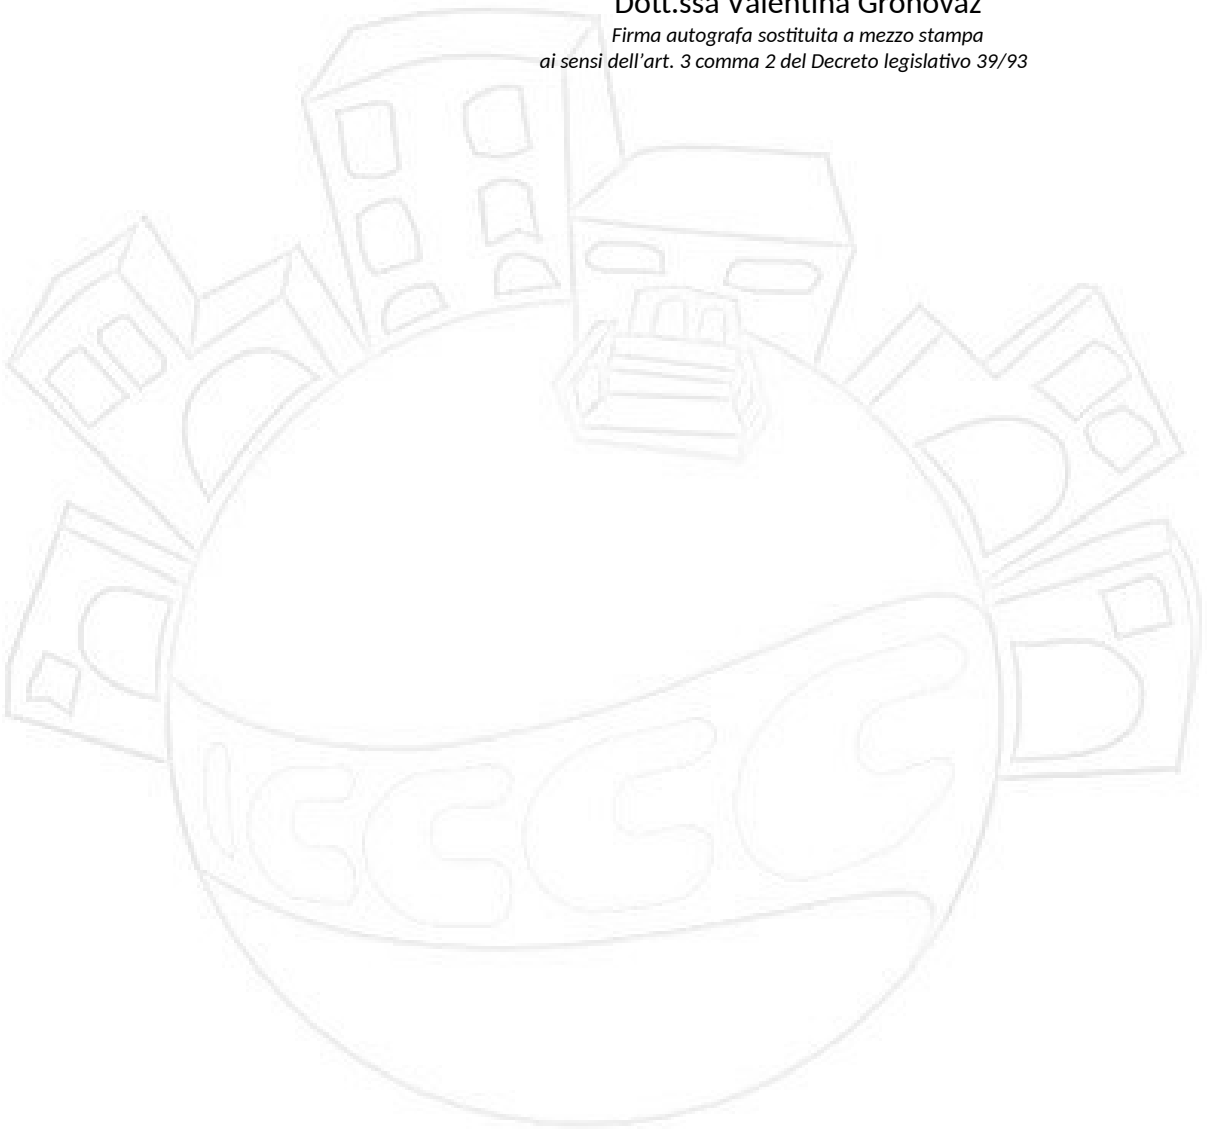 Dott.ssa Valentina Gronovaz
Firma autografa sostituita a mezzo stampa
ai sensi dell'art. 3 comma 2 del Decreto legislativo 39/93